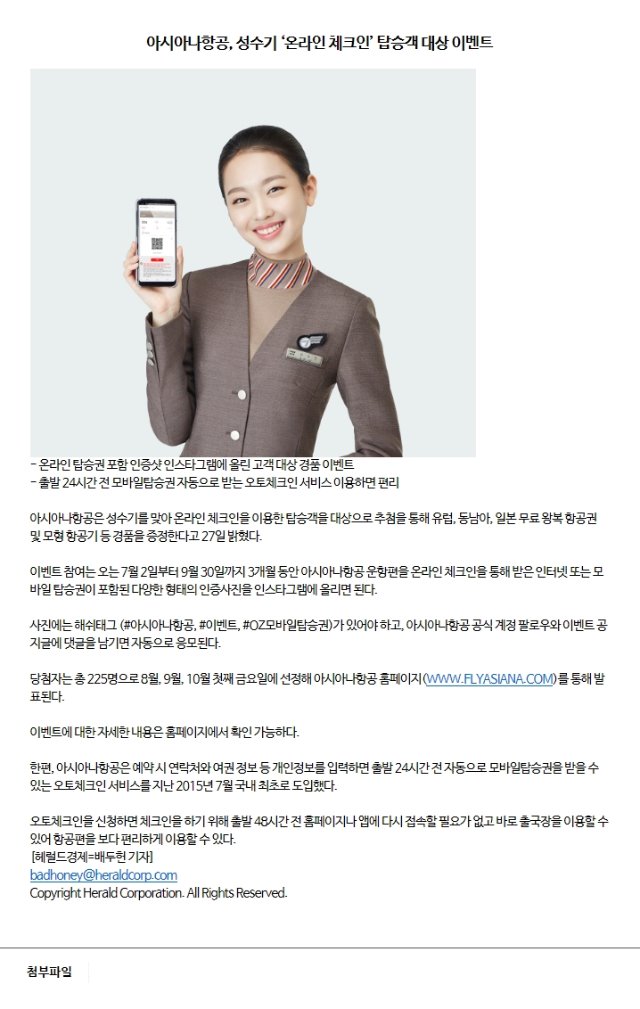 아시아나항공, 성수기 ‘온라인 체크인’ 탑승객 대상 이벤트
- 온라인 탑승권 포함 인증샷 인스타그램에 올린 고객 대상 경품 이벤트
- 출발 24시간 전 모바일탑승권 자동으로 받는 오토체크인 서비스 이용하면 편리
아시아나항공은 성수기를 맞아 온라인 체크인을 이용한 탑승객을 대상으로 추첨을 통해 유럽, 동남아, 일본 무료 왕복 항공권
및 모형 항공기 등 경품을 증정한다고 27일 밝혔다.
이벤트 참여는 오는 7월 2일부터 9월 30일까지 3개월 동안 아시아나항공 운항편을 온라인 체크인을 통해 받은 인터넷 또는 모
바일 탑승권이 포함된 다양한 형태의 인증사진을 인스타그램에 올리면 된다.
사진에는 해쉬태그 (#아시아나항공, #이벤트, #OZ모바일탑승권)가 있어야 하고, 아시아나항공 공식 계정 팔로우와 이벤트 공
지글에 댓글을 남기면 자동으로 응모된다.
당첨자는 총 225명으로 8월, 9월, 10월 첫째 금요일에 선정해 아시아나항공 홈페이지(WWW.FLYASIANA.COM)를 통해 발
표된다.
이벤트에 대한 자세한 내용은 홈페이지에서 확인 가능하다.
한편, 아시아나항공은 예약 시 연락처와 여권 정보 등 개인정보를 입력하면 출발 24시간 전 자동으로 모바일탑승권을 받을 수
있는 오토체크인 서비스를 지난 2015년 7월 국내 최초로 도입했다.
오토체크인을 신청하면 체크인을 하기 위해 출발 48시간 전 홈페이지나 앱에 다시 접속할 필요가 없고 바로 출국장을 이용할 수
있어 항공편을 보다 편리하게 이용할 수 있다.
[헤럴드경제=배두헌 기자]
badhoney@heraldcorp.com
Copyright Herald Corporation. All Rights Reserved.
첨부파일